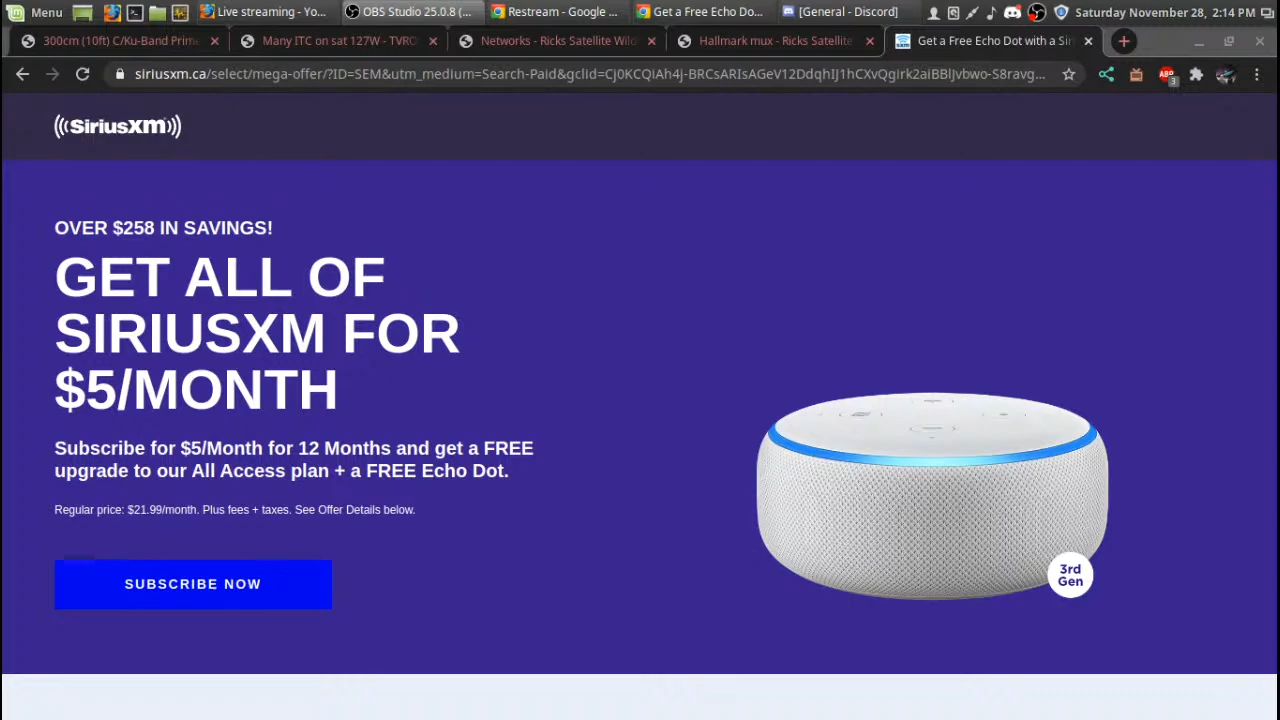 Menu
Live streaming - Yo...
OBS Studio 25.0.8 (...
Restream - Google ...
Get a Free Echo Do...
[General - Discord]
Saturday November 28, 2:14 PM
300cm (10ft) C/Ku-Band Prime
Many ITC on sat 127W - TVRO
Networks - Ricks Satellite Wild
Hallmark mux - Ricks Satellite
Get a Free Echo Dot with a Sir
siriusxm.ca/select/mega-offer/?ID=SEM&utm_medium=Search-Paid&gclid=
ABP
3
((SiriusXM))
OVER $258 IN SAVINGS!
GET ALL OF
SIRIUSXM FOR
$5/MONTH
Subscribe for $5/Month for 12 Months and get a FREE
upgrade to our All Access plan + a FREE Echo Dot.
Regular price: $21.99/month. Plus fees + taxes. See Offer Details below.
SUBSCRIBE NOW
3rd
Gen